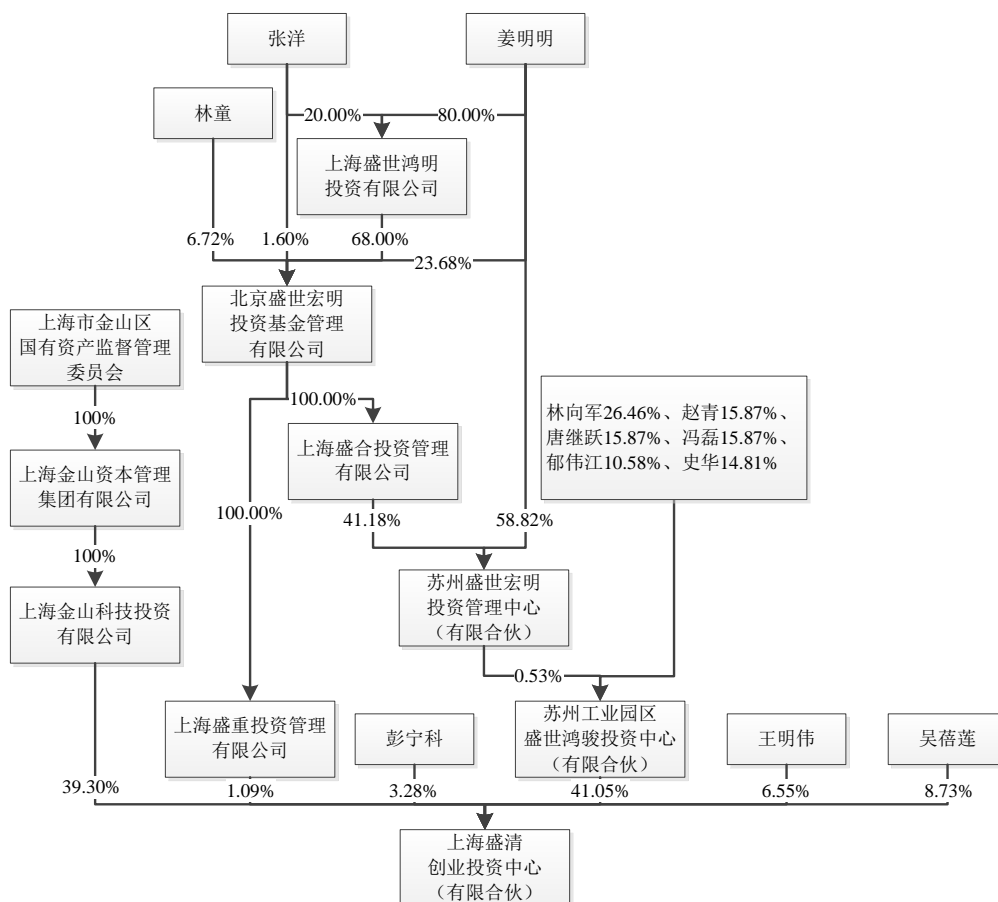 张洋
姜明明
林童
20.00%
80.00%
上海盛世鸿明
投资有限公司
6.72%
1.60%
68.00%
23.68%
北京盛世宏明
投资基金管理
有限公司
上海市金山区
国有资产监督管理
委员会
100%
100.00%
林向军26.46%、赵青15.87%、
唐继跃15.87%、冯磊15.87%、
郁伟江10.58%、史华14.81%
上海盛合投资管理
有限公司
上海金山资本管理
集团有限公司
100.00%
41.18%
58.82%
100%
苏州盛世宏明
投资管理中心
（有限合伙）
上海金山科技投资
有限公司
0.53%
上海盛重投资管理
有限公司
彭宁科
苏州工业园区
盛世鸿骏投资中心
（有限合伙）
王明伟
吴蓓莲
39.30%
1.09%
3.28%
41.05%
6.55%
8.73%
上海盛清
创业投资中心
（有限合伙）